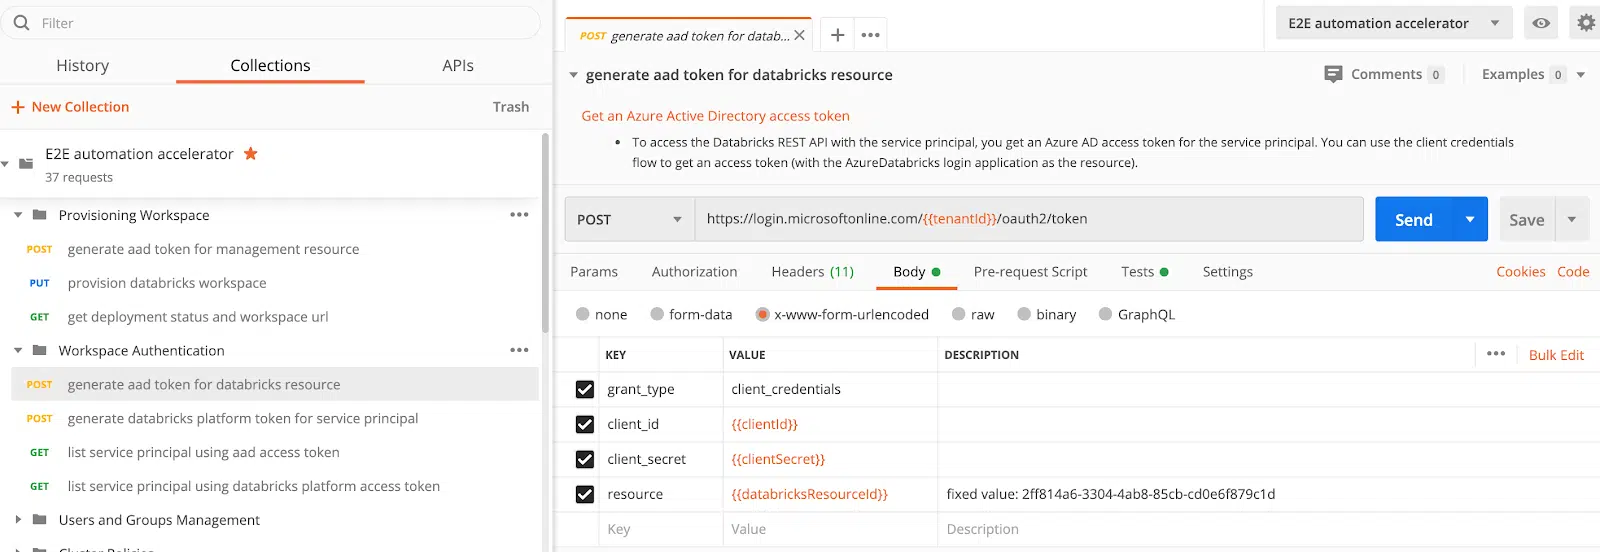 Filter
History
Collections
APIs
+ New Collection
Trash
E2E automation accelerator
37 requests
Provisioning Workspace
POST generate aad token for management resource
PUT provision databricks workspace
GET get deployment status and workspace url
Workspace Authentication
POST generate aad token for databricks resource
POST generate databricks platform token for service principal
GET list service principal using aad access token
GET list service principal using databricks platform access token
Users and Groups Management
Cluster Policies
POST generate aad token for datab...
E2E automation accelerator
generate aad token for databricks resource
Comments 0
Examples 0
Get an Azure Active Directory access token
• To access the Databricks REST API with the service principal, you get an Azure AD access token for the service principal. You can use the client credentials
flow to get an access token (with the AzureDatabricks login application as the resource).
POST
https://login.microsoftonline.com/{{tenantId}}/oauth2/token
Send
Save
Params
Authorization
Headers (11)
Body
Pre-request Script
Tests
Settings
Cookies
Code
none
form-data
x-www-form-urlencoded
raw
binary
GraphQL
KEY VALUE DESCRIPTION
Bulk Edit
grant_type client_credentials
client_id {{clientId}}
client_secret {{clientSecret}}
resource {{databricksResourceId}} fixed value: 2ff814a6-3304-4ab8-85cb-cd0e6f879c1d
Key Value Description